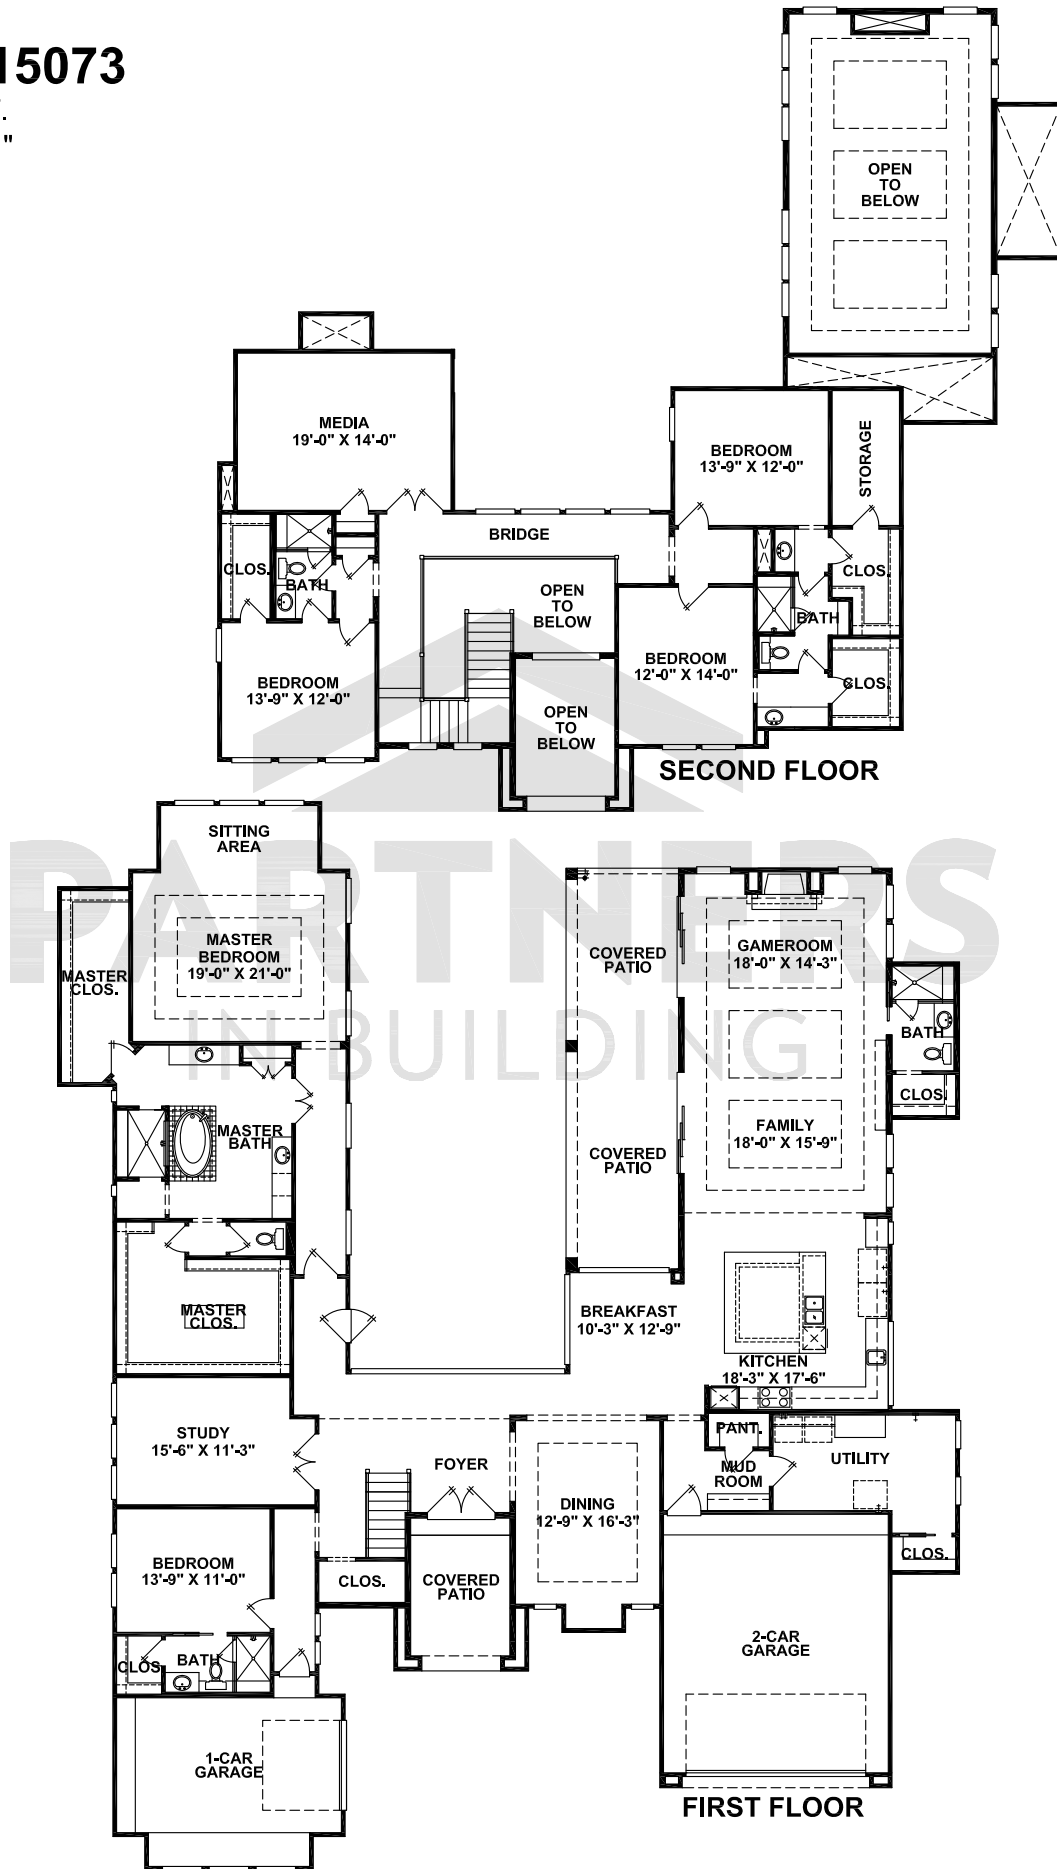 15073
.
"
OPEN
TO
BELOW
MEDIA
19'-0" X 14'-0"
BEDROOM
13'-9" X 12'-0"
STORAGE
BRIDGE
CLOS.
BATH
OPEN
TO
BELOW
CLOS.
BATH
BEDROOM
12'-0" X 14'-0"
BEDROOM
13'-9" X 12'-0"
CLOS.
OPEN
TO
BELOW
SECOND FLOOR
SITTING
AREA
PARTNERS
IN BUILDING
MASTER
BEDROOM
19'-0" X 21'-0"
MASTER
CLOS.
COVERED
PATIO
GAMEROOM
18'-0" X 14'-3"
BATH
CLOS.
MASTER
BATH
FAMILY
18'-0" X 15'-9"
COVERED
PATIO
MASTER
CLOS.
BREAKFAST
10'-3" X 12'-9"
KITCHEN
18'-3" X 17'-6"
STUDY
15'-6" X 11'-3"
FOYER
PANT.
MUD
ROOM
UTILITY
DINING
12'-9" X 16'-3"
BEDROOM
13'-9" X 11'-0"
CLOS.
COVERED
PATIO
CLOS.
CLOS.
BATH
2-CAR
GARAGE
1-CAR
GARAGE
FIRST FLOOR